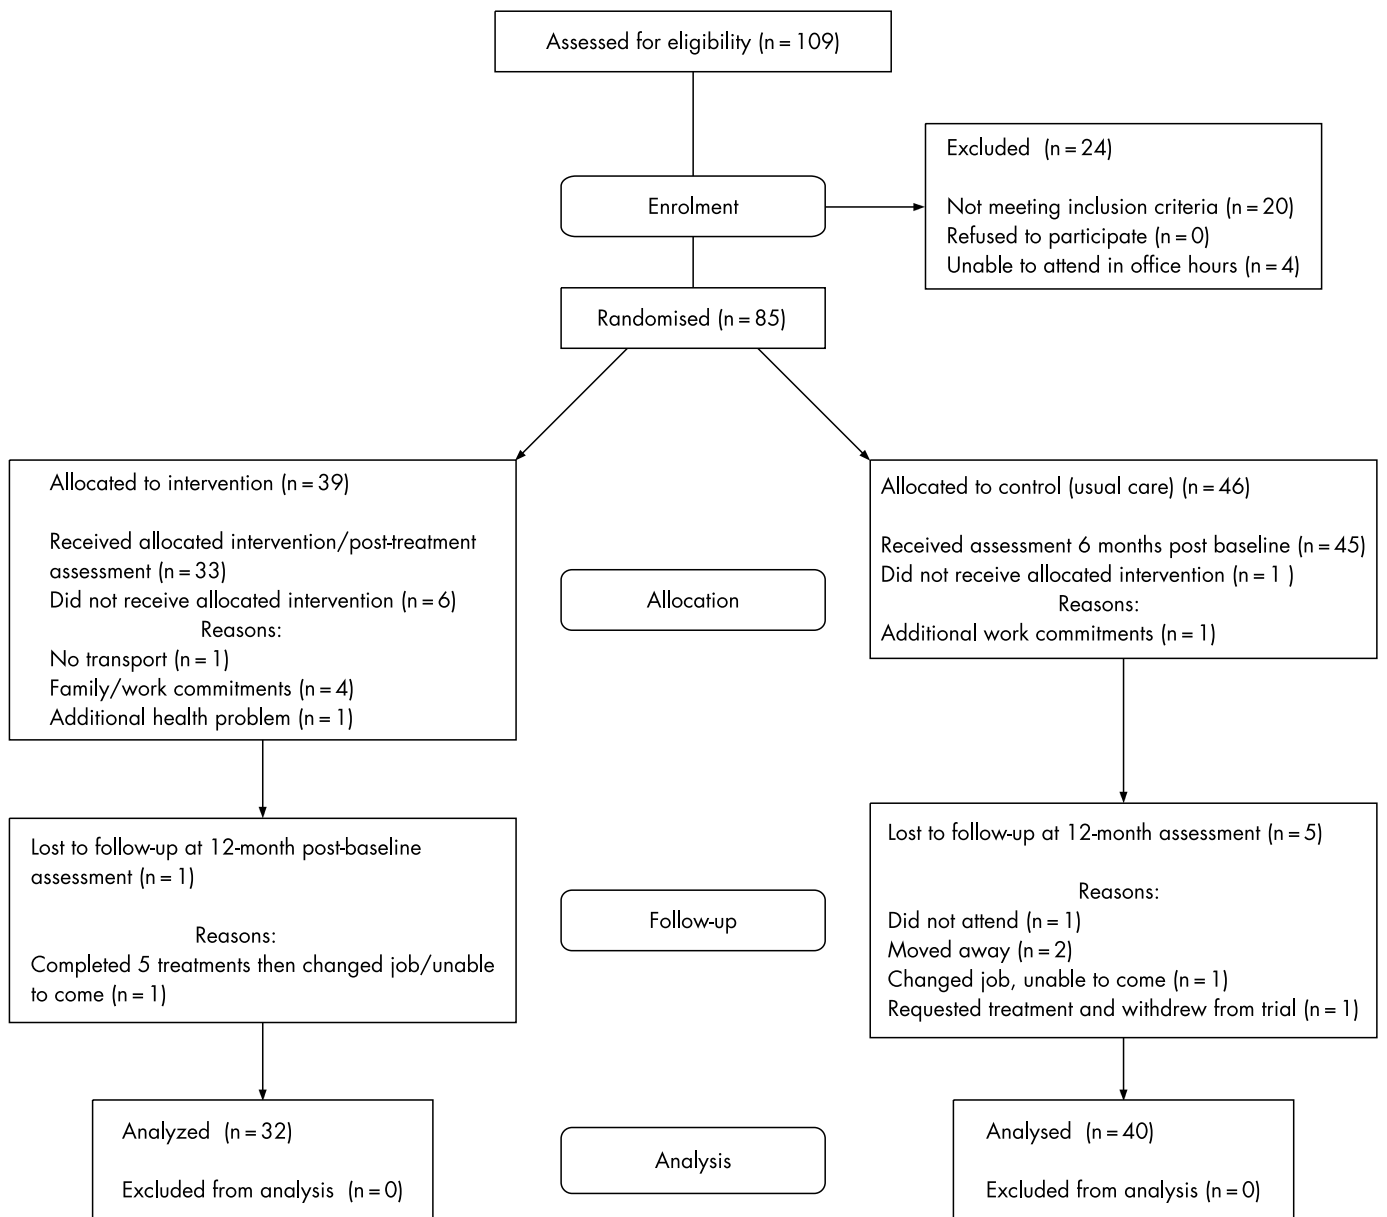 Assessed for eligibility (n = 109)
Excluded (n = 24)
Not meeting inclusion criteria (n = 20)
Refused to participate (n = 0)
Unable to attend in office hours (n = 4)
Enrolment
Randomised (n = 85)
Allocated to intervention (n = 39)
Received allocated intervention/post-treatment
assessment (n = 33)
Did not receive allocated intervention (n = 6)
Reasons:
No transport (n = 1)
Family/work commitments (n = 4)
Additional health problem (n = 1)
Allocation
Allocated to control (usual care) (n = 46)
Received assessment 6 months post baseline (n = 45)
Did not receive allocated intervention (n = 1 )
Reasons:
Additional work commitments (n = 1)
Lost to follow-up at 12-month post-baseline
assessment (n = 1)
Reasons:
Completed 5 treatments then changed job/unable
to come (n = 1)
Follow-up
Lost to follow-up at 12-month assessment (n = 5)
Reasons:
Did not attend (n = 1)
Moved away (n = 2)
Changed job, unable to come (n = 1)
Requested treatment and withdrew from trial (n = 1)
Analyzed (n = 32)
Excluded from analysis (n = 0)
Analysis
Analysed (n = 40)
Excluded from analysis (n = 0)